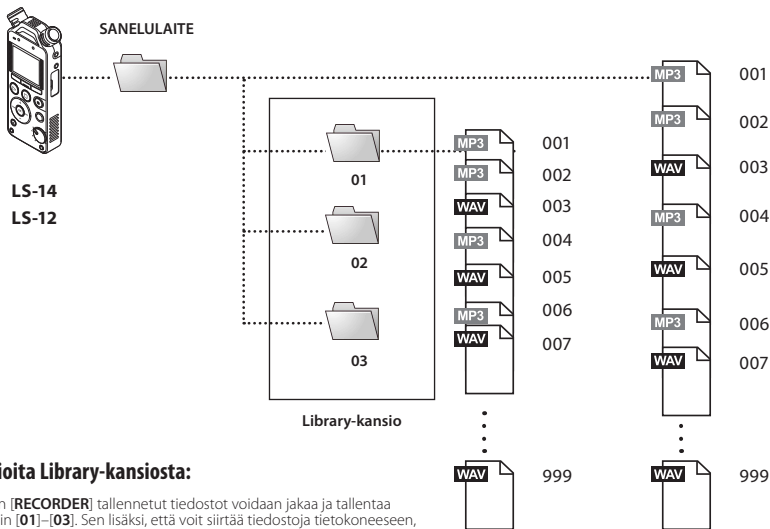 SANELULAITE
LS-14
LS-12
01
02
03
Library-kansio
MP3 001
MP3 002
WAV 003
MP3 004
WAV 005
MP3 006
WAV 007
WAV 999
MP3 001
MP3 002
WAV 003
MP3 004
WAV 005
MP3 006
WAV 007
WAV 999
ioita Library-kansiosta:
n [RECORDER] tallennetut tiedostot voidaan jakaa ja tallentaa
in [01]–[03]. Sen lisäksi, että voit siirtää tiedostoja tietokoneeseen,